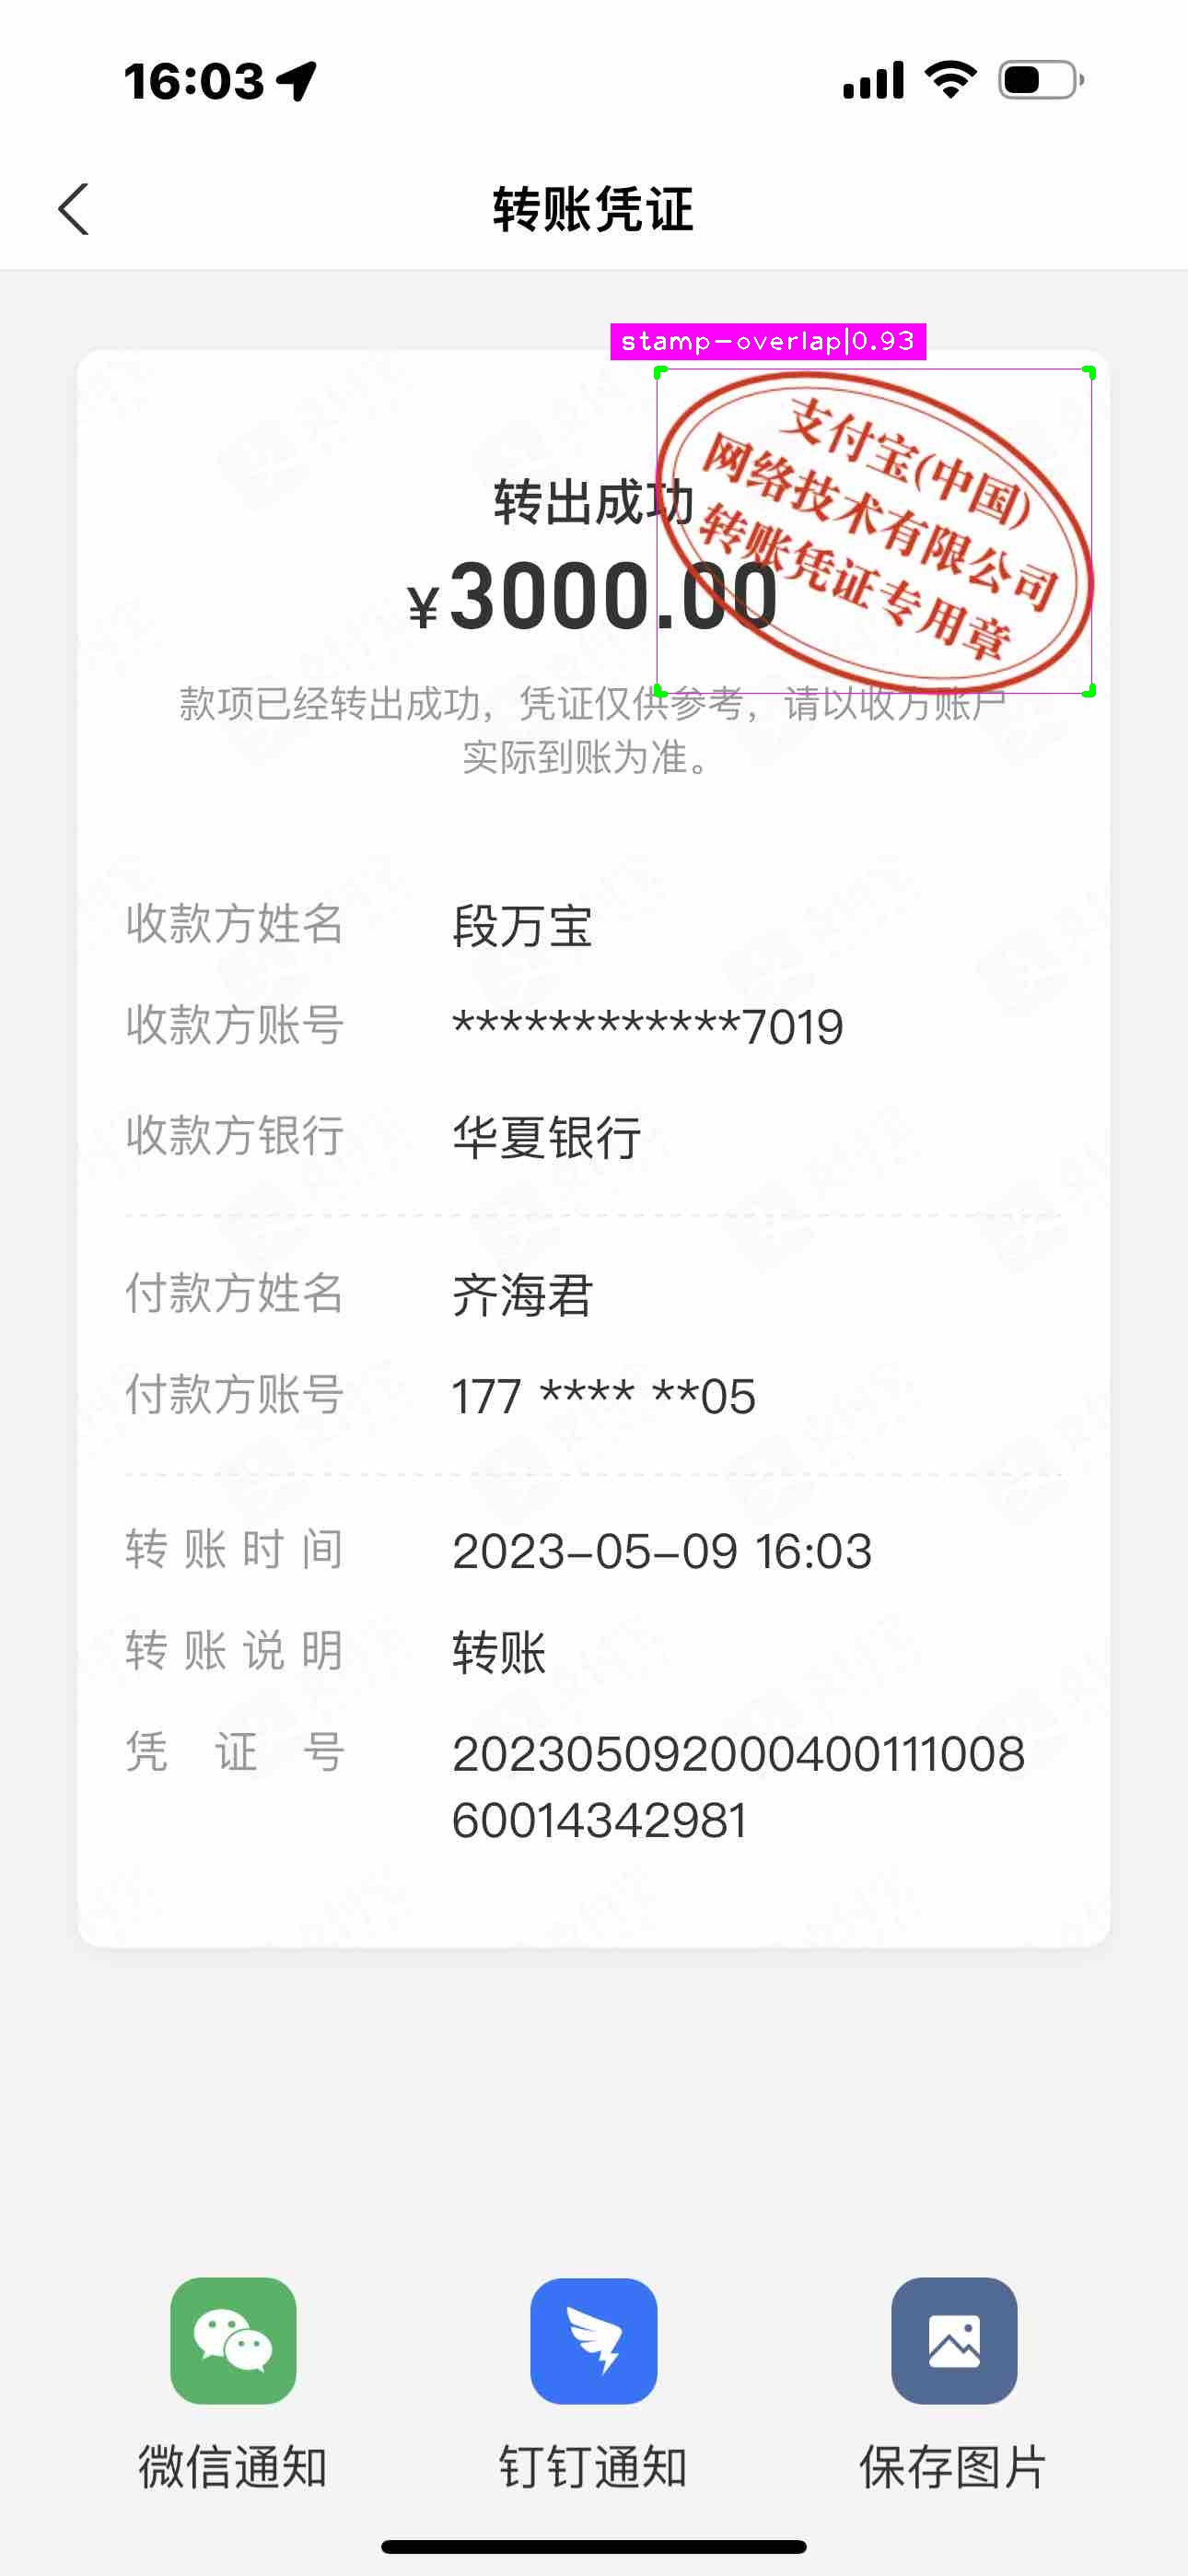 16:03
转账凭证
stamp-overlap|0.93
支付宝(中国)
网络技术有限公司
转账凭证专用章
转出成功
¥3000.00
款项已经转出成功，凭证仅供参考，请以收方账户
实际到账为准。
收款方姓名 段万宝
收款方账号 ************7019
收款方银行 华夏银行
付款方姓名 齐海君
付款方账号 177 **** **05
转账时间 2023-05-09 16:03
转账说明 转账
凭证号 202305092000400111008
60014342981
微信通知 钉钉通知 保存图片